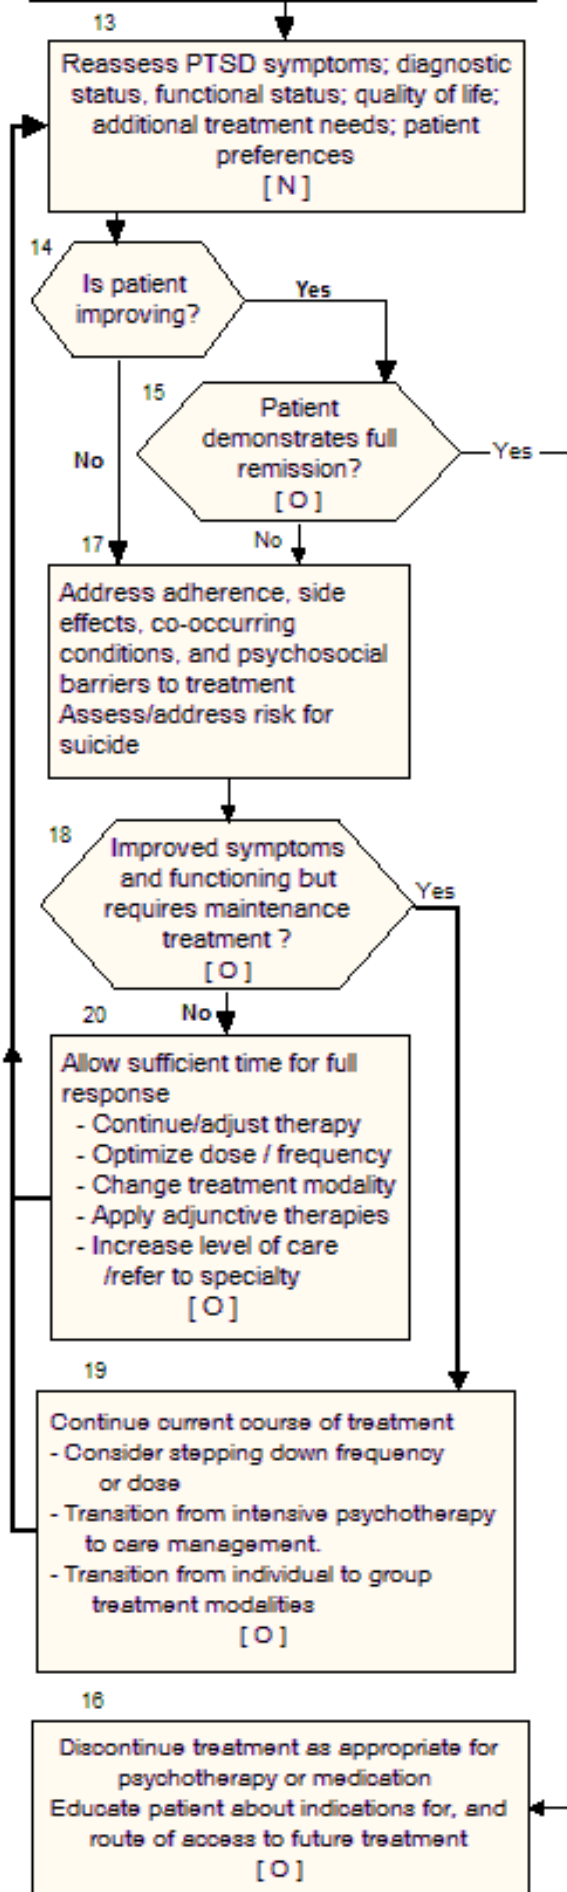 13
Reassess PTSD symptoms; diagnostic
status, functional status; quality of life;
additional treatment needs; patient
preferences
[ N ]
14
Is patient
improving?
Yes
15
Patient
demonstrates full
remission?
[ O ]
Yes
No
No
17
Address adherence, side
effects, co-occurring
conditions, and psychosocial
barriers to treatment
Assess/address risk for
suicide
18
Improved symptoms
and functioning but
requires maintenance
treatment ?
[ O ]
Yes
No
20
Allow sufficient time for full
response
- Continue/adjust therapy
- Optimize dose / frequency
- Change treatment modality
- Apply adjunctive therapies
- Increase level of care
/refer to specialty
[ O ]
19
Continue current course of treatment
- Consider stepping down frequency
or dose
- Transition from intensive psychotherapy
to care management.
- Transition from individual to group
treatment modalities
[ O ]
16
Discontinue treatment as appropriate for
psychotherapy or medication
Educate patient about indications for, and
route of access to future treatment
[ O ]